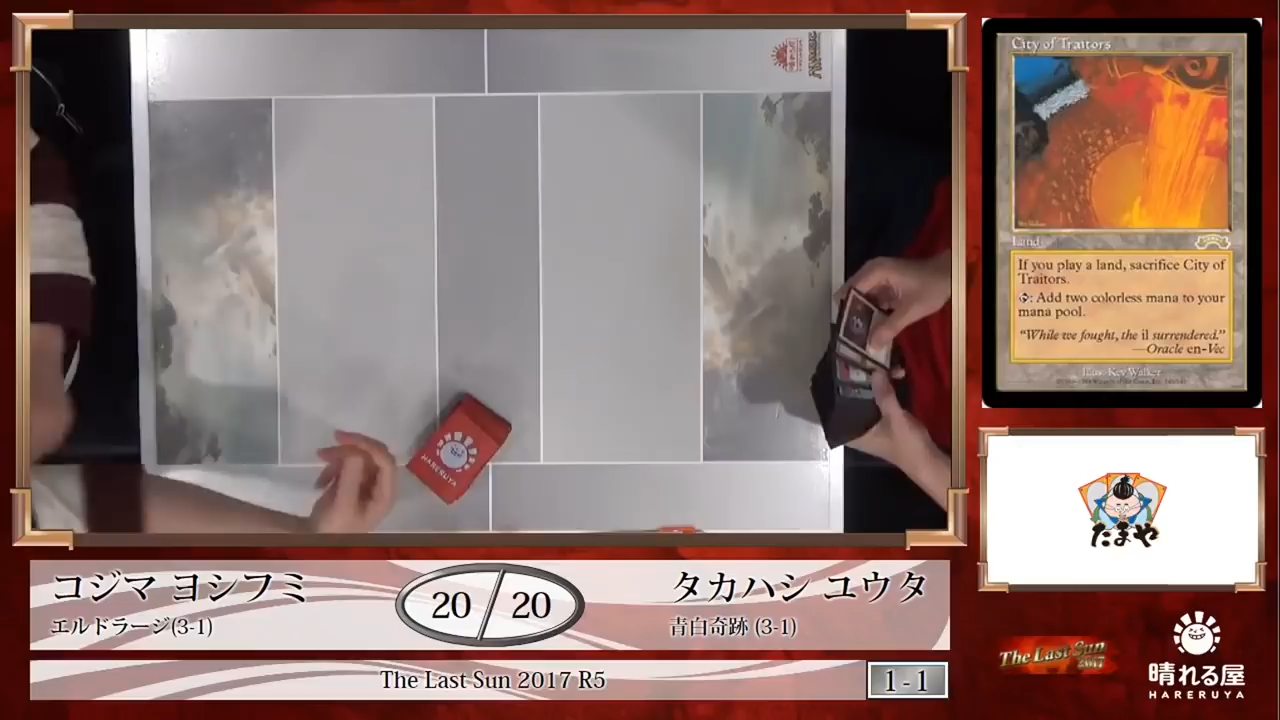 City of Traitors
Land
If you play a land, sacrifice City of
Traitors.
: Add two colorless mana to your
mana pool.
"While we fought, the il surrendered."
—Oracle en-Vec
Illus. Kev Walker
HARERUYA
たまや
コジマ ヨシフミ
エルドラージ(3-1)
20 / 20
タカハシ ユウタ
青白奇跡 (3-1)
The Last Sun 2017 R5
1 - 1
The Last Sun
2017
晴れる屋
HARERUYA